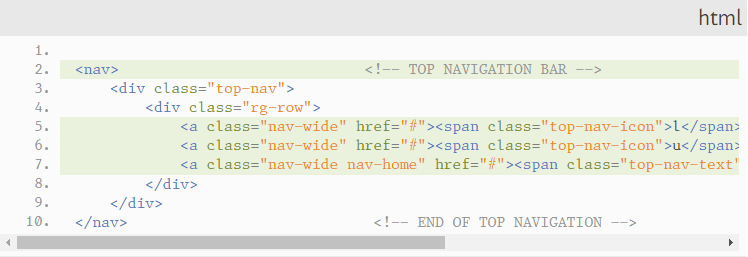 html
1.
2. <nav> <!-- TOP NAVIGATION BAR -->
3. <div class="top-nav">
4. <div class="rg-row">
5. <a class="nav-wide" href="#"><span class="top-nav-icon">l</span>
6. <a class="nav-wide" href="#"><span class="top-nav-icon">u</span>
7. <a class="nav-wide nav-home" href="#"><span class="top-nav-text"
8. </div>
9. </div>
10. </nav> <!-- END OF TOP NAVIGATION -->